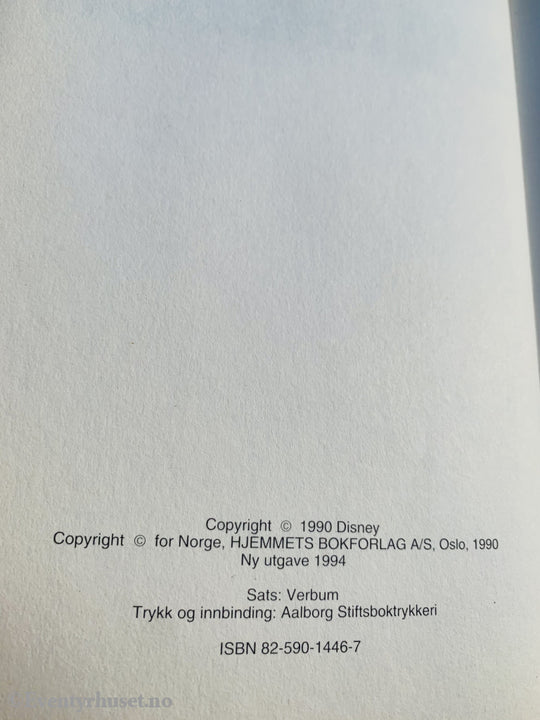 Copyright © 1990 Disney
Copyright © for Norge, HJEMMETS BOKFORLAG A/S, Oslo, 1990
Ny utgave 1994
Sats: Verbum
Trykk og innbinding: Aalborg Stiftsboktrykkeri
ISBN 82-590-1446-7